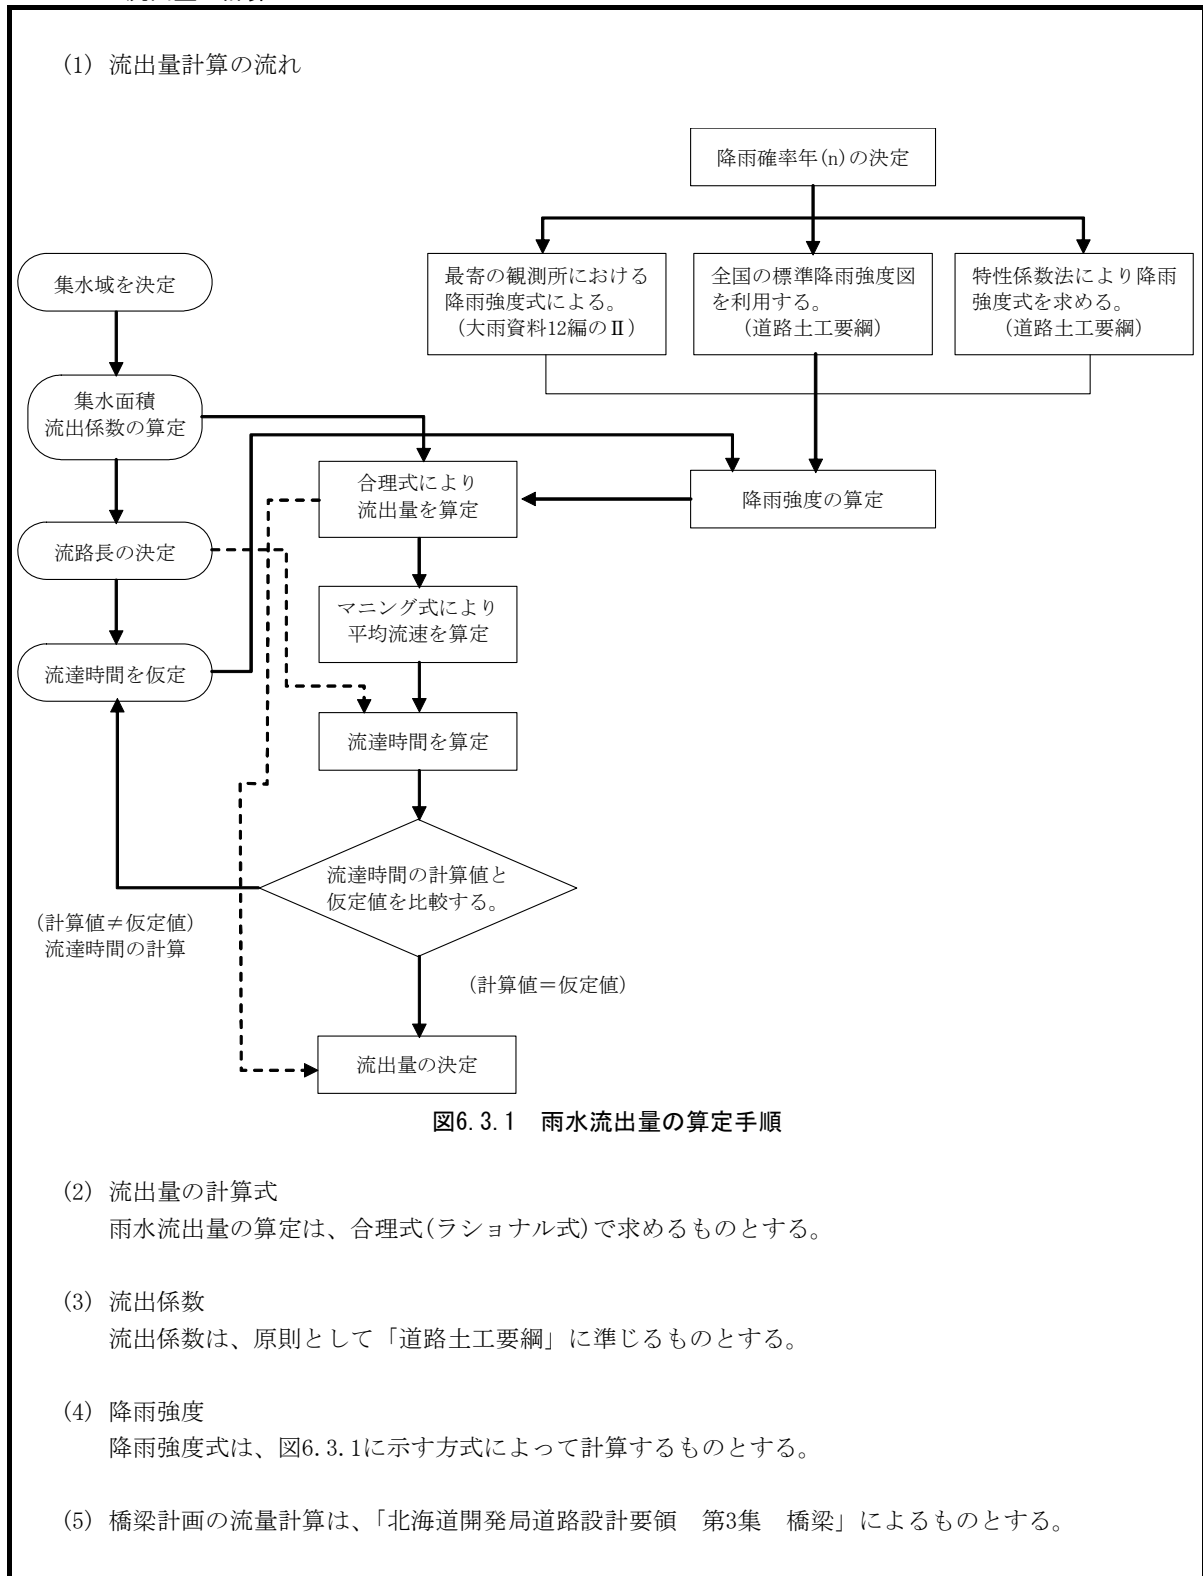 (1) 流出量計算の流れ
降雨確率年(n)の決定
最寄の観測所における
降雨強度式による。
(大雨資料12編のⅡ)
全国の標準降雨強度図
を利用する。
(道路土工要綱)
特性係数法により降雨
強度式を求める。
(道路土工要綱)
集水域を決定
集水面積
流出係数の算定
合理式により
流出量を算定
降雨強度の算定
流路長の決定
マニング式により
平均流速を算定
流達時間を仮定
流達時間を算定
流達時間の計算値と
仮定値を比較する。
(計算値≠仮定値)
流達時間の計算
(計算値＝仮定値)
流出量の決定
図6.3.1　雨水流出量の算定手順
(2) 流出量の計算式
雨水流出量の算定は、合理式(ラショナル式)で求めるものとする。
(3) 流出係数
流出係数は、原則として「道路土工要綱」に準じるものとする。
(4) 降雨強度
降雨強度式は、図6.3.1に示す方式によって計算するものとする。
(5) 橋梁計画の流量計算は、「北海道開発局道路設計要領　第3集　橋梁」によるものとする。